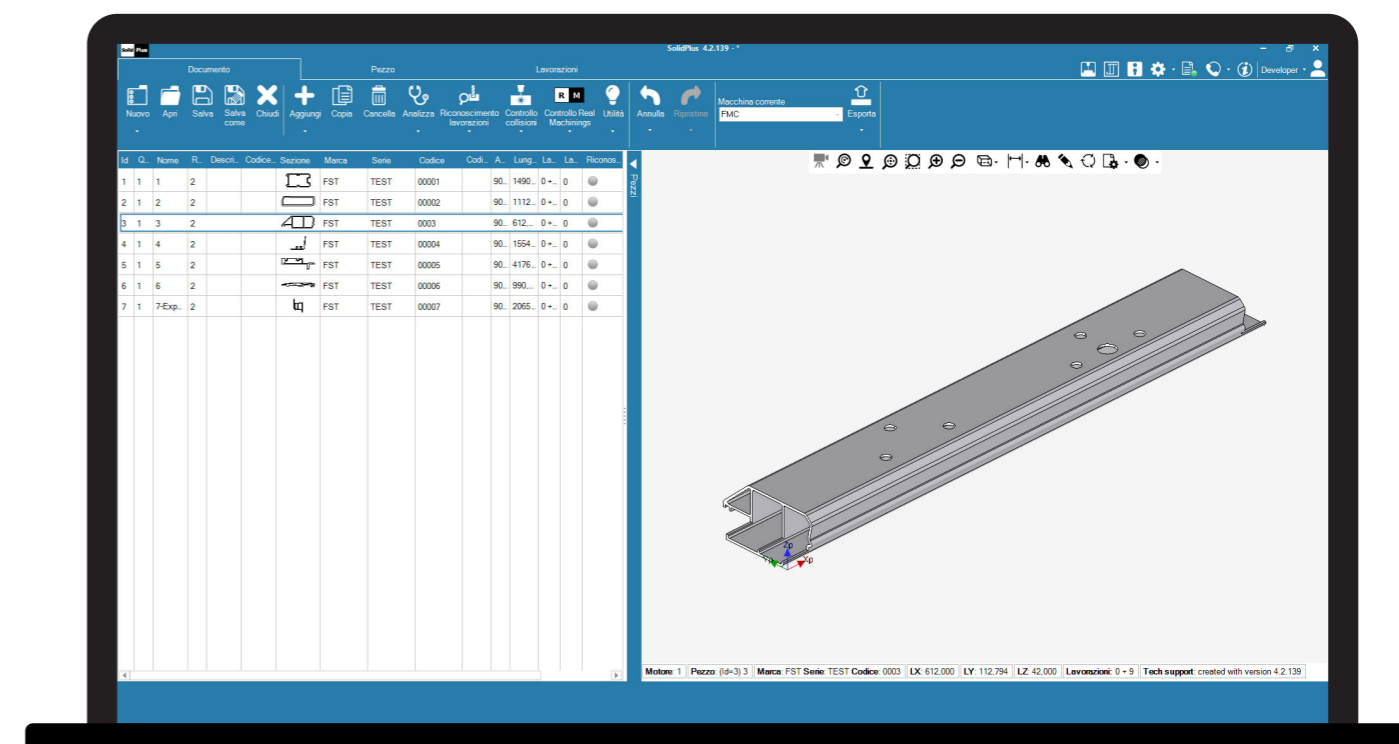 Solid Plus
SolidPlus 4.2.139 - *
Documento Pezzo Lavorazioni
Developer
Nuovo Apri Salva Salva come Chiudi Aggiungi Copia Cancella Analizza Riconoscimento lavorazioni Controllo collisioni R M Controllo Real Machinings Utilità Annulla Ripristina
Macchina corrente
FMC
Esporta
Id Q... Nome R... Descri... Codice... Sezione Marca Serie Codice Codi... A... Lung... La... La... Riconos...
1 1 1 2 FST TEST 00001 90... 1490... 0 +... 0
2 1 2 2 FST TEST 00002 90... 1112... 0 +... 0
3 1 3 2 FST TEST 0003 90... 612,... 0 +... 0
4 1 4 2 FST TEST 00004 90... 1554... 0 +... 0
5 1 5 2 FST TEST 00005 90... 4176... 0 +... 0
6 1 6 2 FST TEST 00006 90... 990,... 0 +... 0
7 1 7-Exp... 2 FST TEST 00007 90... 2065... 0 +... 0
Pezzi
Zp
Xp
Motore: 1 Pezzo: (Id=3) 3 Marca: FST Serie: TEST Codice: 0003 LX: 612,000 LY: 112,794 LZ: 42,000 Lavorazioni: 0 + 9 Tech support: created with version 4.2.139